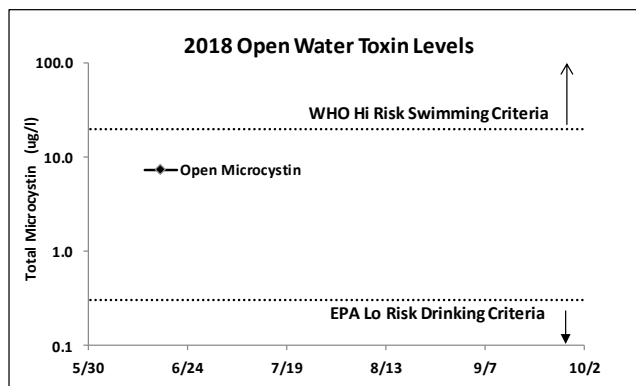 2018 Open Water Toxin Levels
100.0
WHO Hi Risk Swimming Criteria
10.0
Open Microcystin
Total Microcystin (ug/l)
1.0
EPA Lo Risk Drinking Criteria
0.1
5/30 6/24 7/19 8/13 9/7 10/2